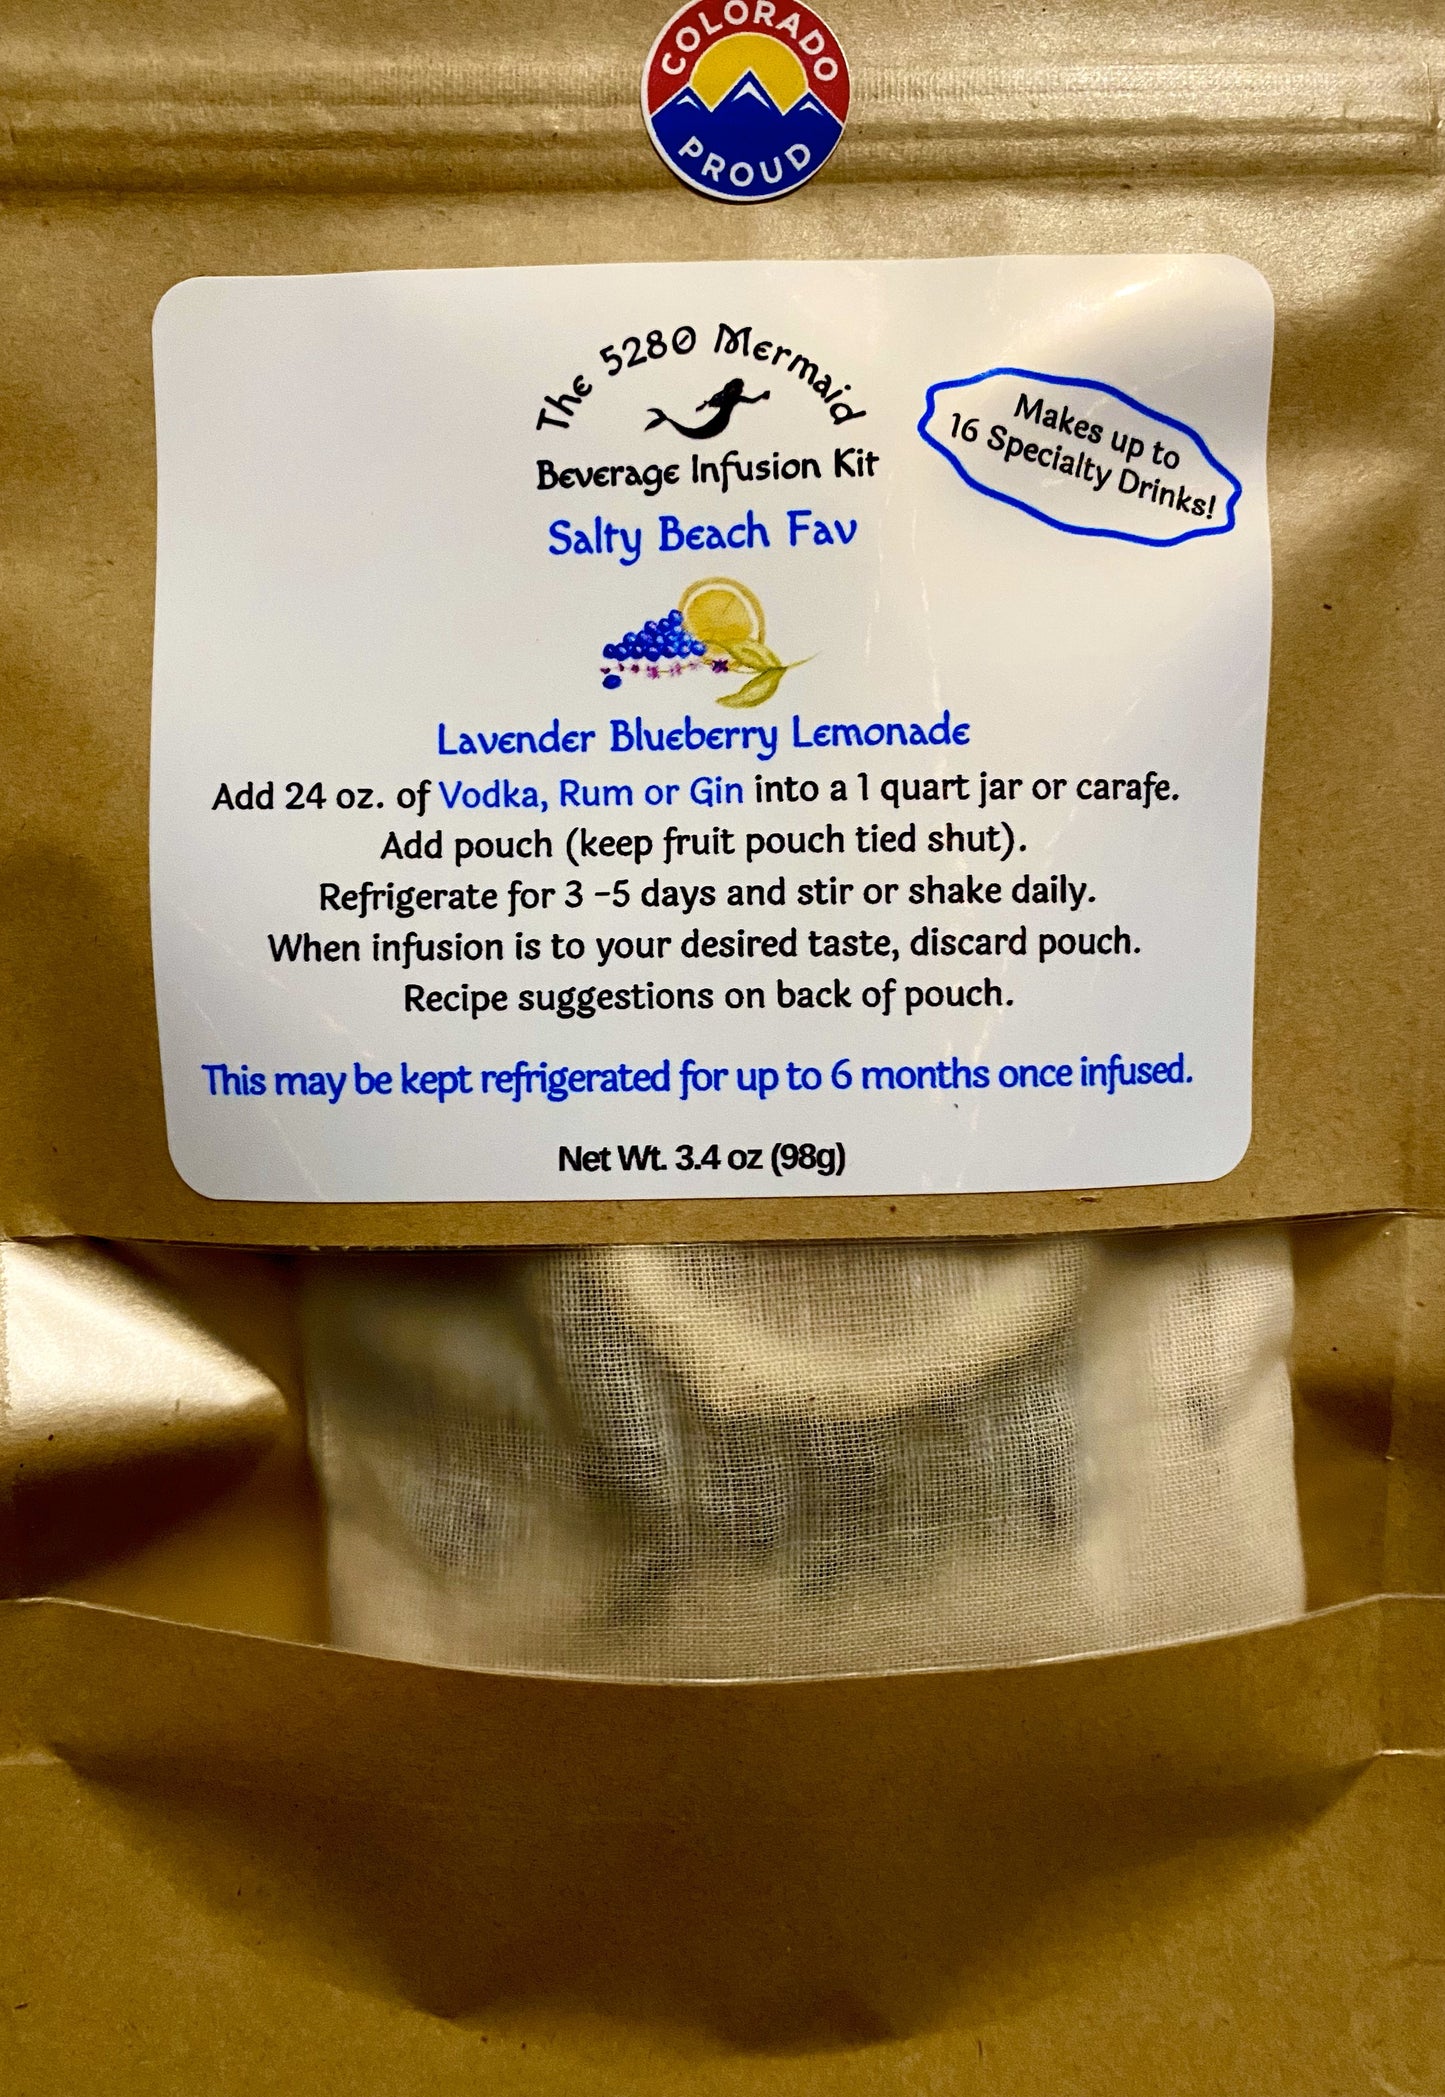 COLORADO
PROUD
The 5280 Mermaid
Beverage Infusion Kit
Makes up to
16 Specialty Drinks!
Salty Beach Fav
Lavender Blueberry Lemonade
Add 24 oz. of Vodka, Rum or Gin into a 1 quart jar or carafe.
Add pouch (keep fruit pouch tied shut).
Refrigerate for 3 -5 days and stir or shake daily.
When infusion is to your desired taste, discard pouch.
Recipe suggestions on back of pouch.
This may be kept refrigerated for up to 6 months once infused.
Net Wt. 3.4 oz (98g)